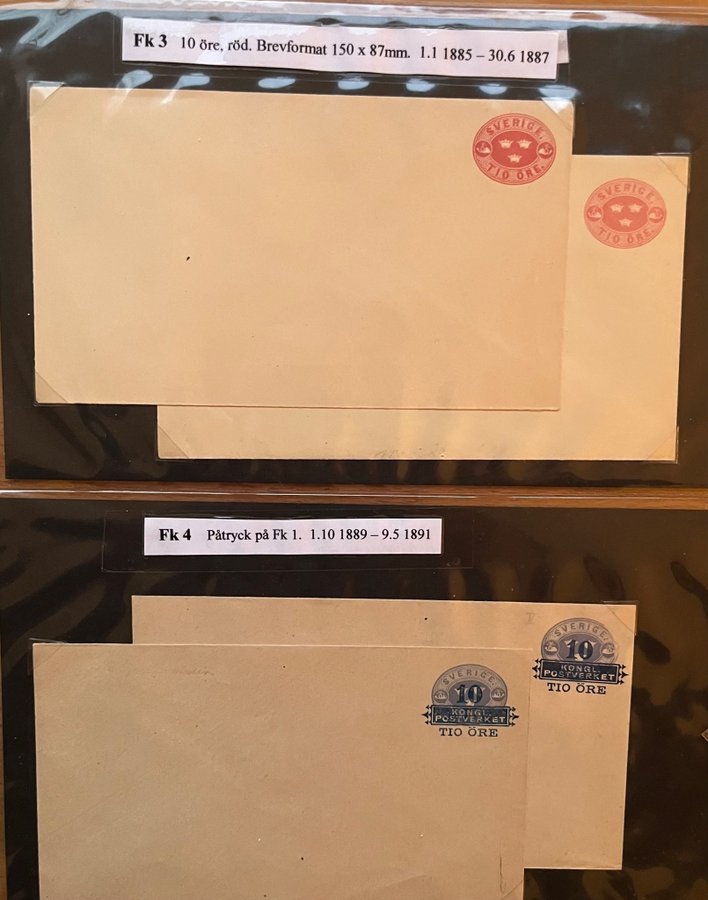 Fk 3 10 öre, röd. Brevformat 150 x 87mm. 1.1 1885 – 30.6 1887
SVERIGE.
TIO ÖRE.
SVERIGE.
TIO ÖRE.
Fk 4 Påtryck på Fk 1. 1.10 1889 – 9.5 1891
SVERIGE.
10
KONGL.
POSTVERKET
TIO ÖRE
SVERIGE.
10
KONGL.
POSTVERKET
TIO ÖRE